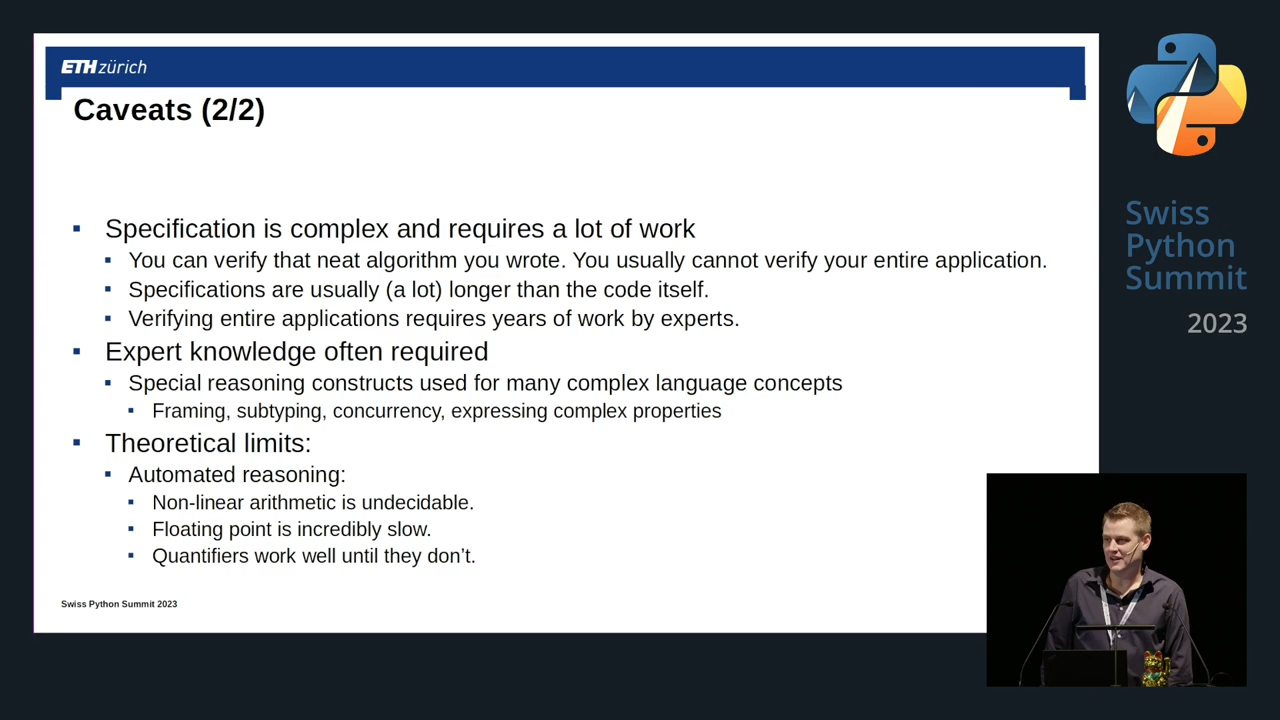 ETH zürich
Caveats (2/2)
Specification is complex and requires a lot of work
You can verify that neat algorithm you wrote. You usually cannot verify your entire application.
Specifications are usually (a lot) longer than the code itself.
Verifying entire applications requires years of work by experts.
Expert knowledge often required
Special reasoning constructs used for many complex language concepts
Framing, subtyping, concurrency, expressing complex properties
Theoretical limits:
Automated reasoning:
Non-linear arithmetic is undecidable.
Floating point is incredibly slow.
Quantifiers work well until they don't.
Swiss Python Summit 2023
Swiss
Python
Summit
2023